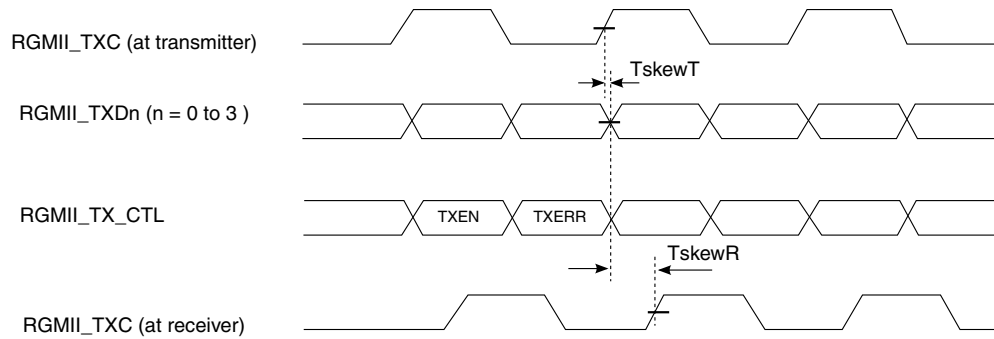 RGMII_TXC (at transmitter)
TskewT
RGMII_TXDn (n = 0 to 3 )
RGMII_TX_CTL
TXEN
TXERR
TskewR
RGMII_TXC (at receiver)